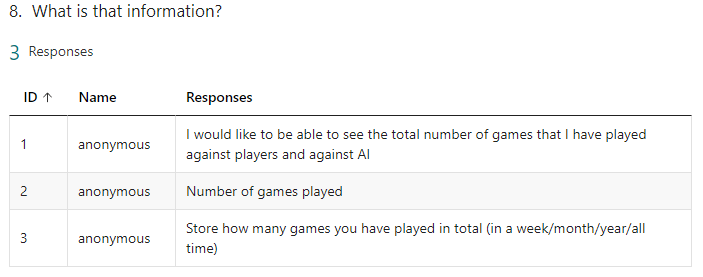 8. What is that information?
3 Responses
ID ↑ Name Responses
1 anonymous I would like to be able to see the total number of games that I have played
against players and against AI
2 anonymous Number of games played
3 anonymous Store how many games you have played in total (in a week/month/year/all
time)